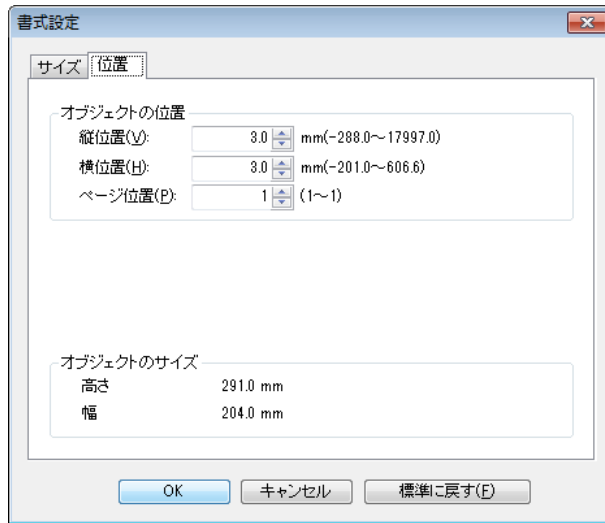 書式設定
サイズ 位置
オブジェクトの位置
縦位置(V): 3.0 mm(-288.0～17997.0)
横位置(H): 3.0 mm(-201.0～606.6)
ページ位置(P): 1 (1～1)
オブジェクトのサイズ
高さ 291.0 mm
幅 204.0 mm
OK キャンセル 標準に戻す(F)